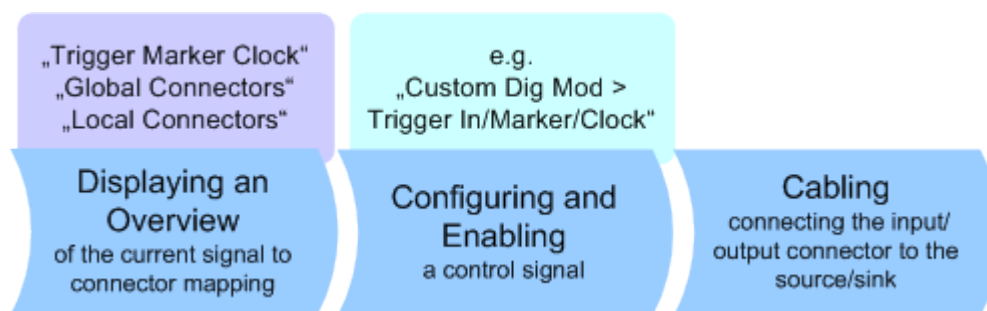 „Trigger Marker Clock“
„Global Connectors“
„Local Connectors“
Displaying an
Overview
of the current signal to
connector mapping
e.g.
„Custom Dig Mod >
Trigger In/Marker/Clock“
Configuring and
Enabling
a control signal
Cabling
connecting the input/
output connector to the
source/sink